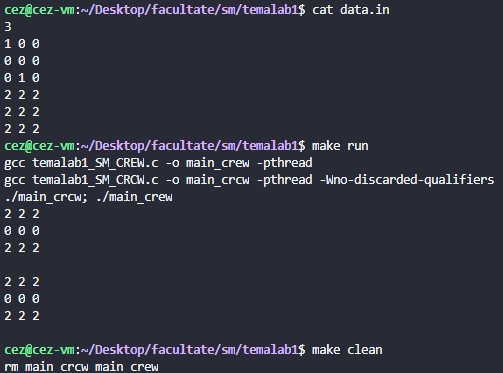 cez@cez-vm:~/Desktop/facultate/sm/temalab1$ cat data.in
3
1 0 0
0 0 0
0 1 0
2 2 2
2 2 2
2 2 2
cez@cez-vm:~/Desktop/facultate/sm/temalab1$ make run
gcc temalab1_SM_CREW.c -o main_crew -pthread
gcc temalab1_SM_CRCW.c -o main_crcw -pthread -Wno-discarded-qualifiers
./main_crcw; ./main_crew
2 2 2
0 0 0
2 2 2

2 2 2
0 0 0
2 2 2

cez@cez-vm:~/Desktop/facultate/sm/temalab1$ make clean
rm main_crcw main_crew